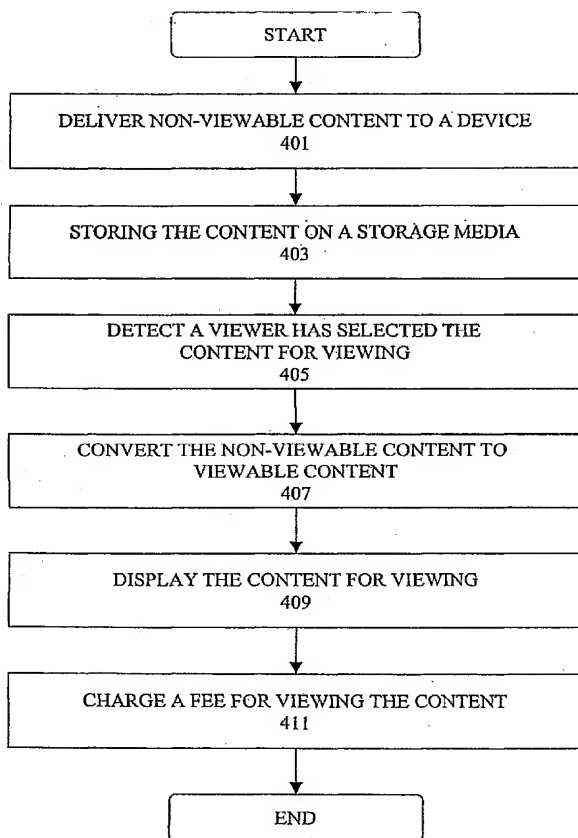 START
DELIVER NON-VIEWABLE CONTENT TO A DEVICE
401
STORING THE CONTENT ON A STORAGE MEDIA
403
DETECT A VIEWER HAS SELECTED THE
CONTENT FOR VIEWING
405
CONVERT THE NON-VIEWABLE CONTENT TO
VIEWABLE CONTENT
407
DISPLAY THE CONTENT FOR VIEWING
409
CHARGE A FEE FOR VIEWING THE CONTENT
411
END